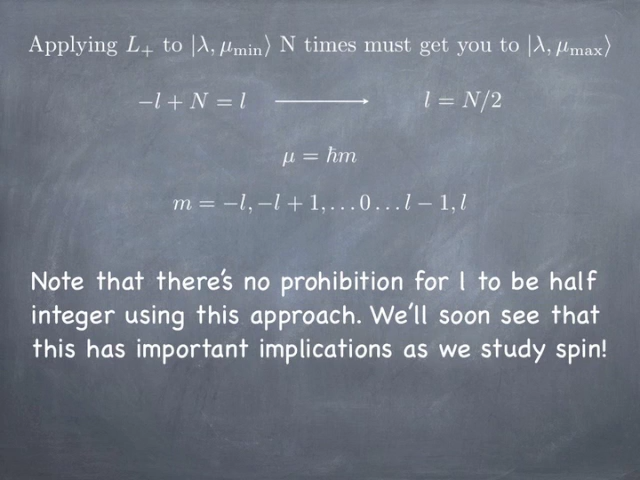 Applying L₊ to |λ, μ_min⟩ N times must get you to |λ, μ_max⟩
−l + N = l ⟶ l = N/2
μ = ℏm
m = −l, −l + 1, . . . 0 . . . l − 1, l
Note that there's no prohibition for l to be half
integer using this approach. We'll soon see that
this has important implications as we study spin!